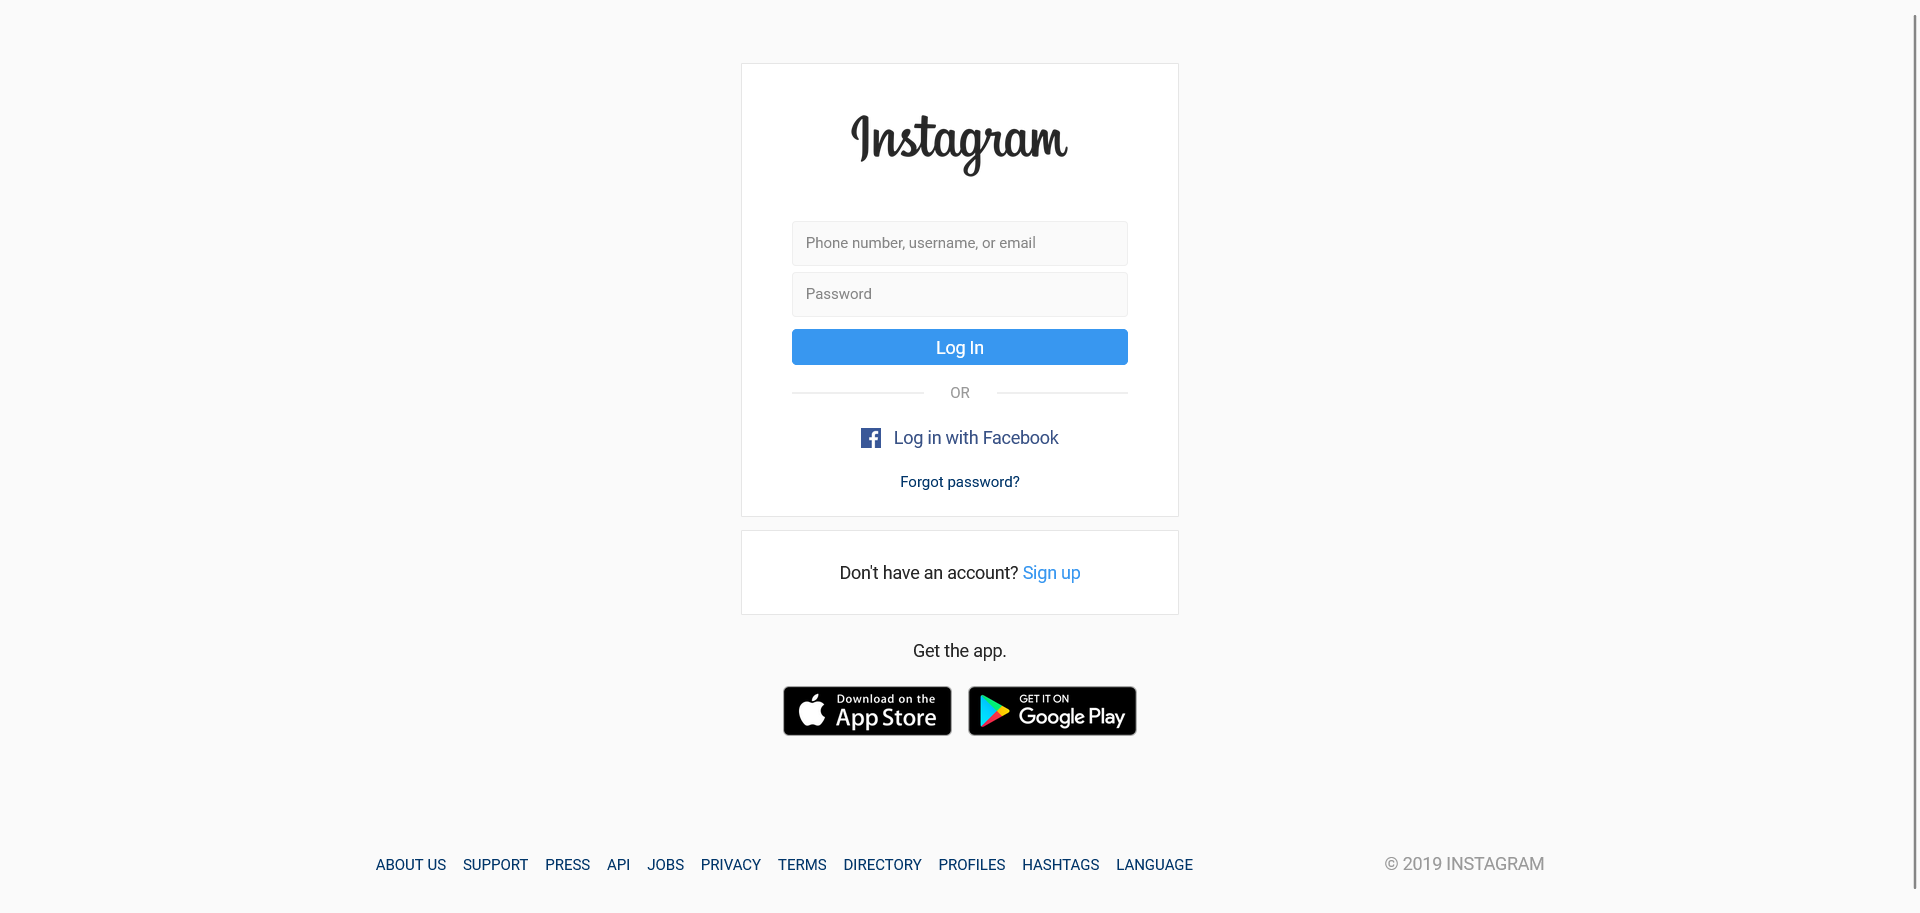 Instagram
Phone number, username, or email
Password
Log In
OR
Log in with Facebook
Forgot password?
Don't have an account? Sign up
Get the app.
Download on the
App Store
GET IT ON
Google Play
ABOUT US SUPPORT PRESS API JOBS PRIVACY TERMS DIRECTORY PROFILES HASHTAGS LANGUAGE © 2019 INSTAGRAM